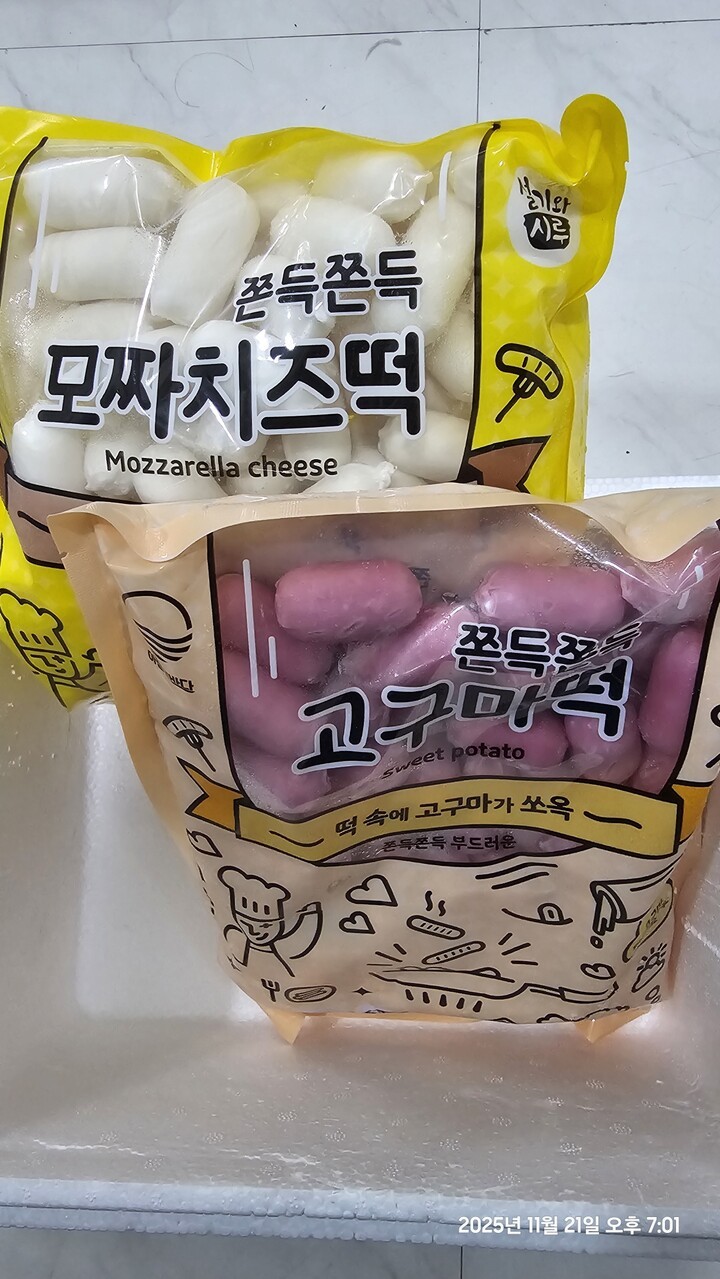 설기와
시루
쫀득쫀득
모짜치즈떡
Mozzarella cheese
쫀득쫀득
고구마떡
sweet potato
떡 속에 고구마가 쏘옥
쫀득쫀득 부드러운
2025년 11월 21일 오후 7:01